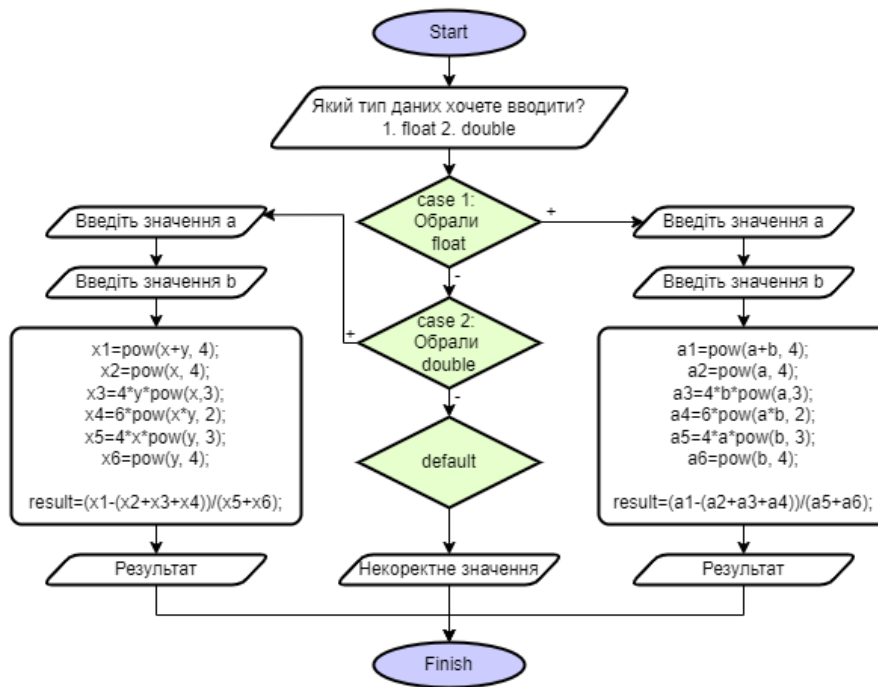 Start
Який тип даних хочете вводити?
1. float 2. double
case 1:
Обрали
float
+
-
Введіть значення a
Введіть значення a
Введіть значення b
Введіть значення b
case 2:
Обрали
double
+
-
x1=pow(x+y, 4);
x2=pow(x, 4);
x3=4*y*pow(x,3);
x4=6*pow(x*y, 2);
x5=4*x*pow(y, 3);
x6=pow(y, 4);
result=(x1-(x2+x3+x4))/(x5+x6);
a1=pow(a+b, 4);
a2=pow(a, 4);
a3=4*b*pow(a,3);
a4=6*pow(a*b, 2);
a5=4*a*pow(b, 3);
a6=pow(b, 4);
result=(a1-(a2+a3+a4))/(a5+a6);
default
Результат
Некоректне значення
Результат
Finish